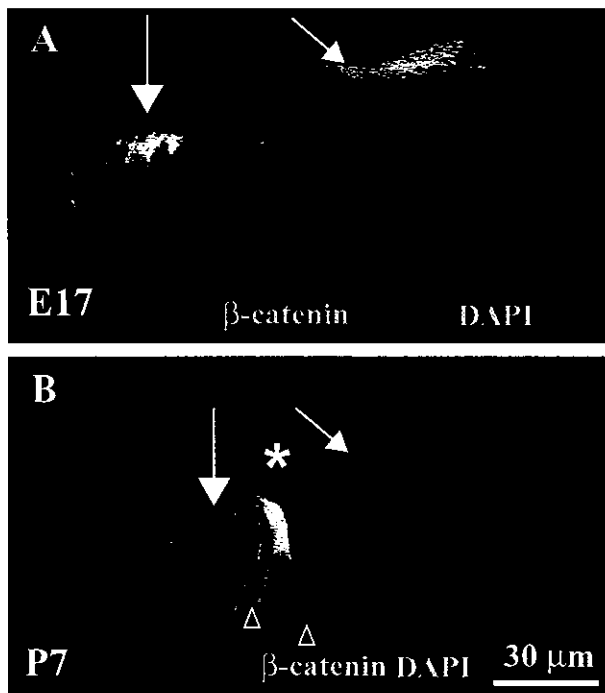 A
E17
β-catenin DAPI
B
*
P7
β-catenin DAPI
30 μm